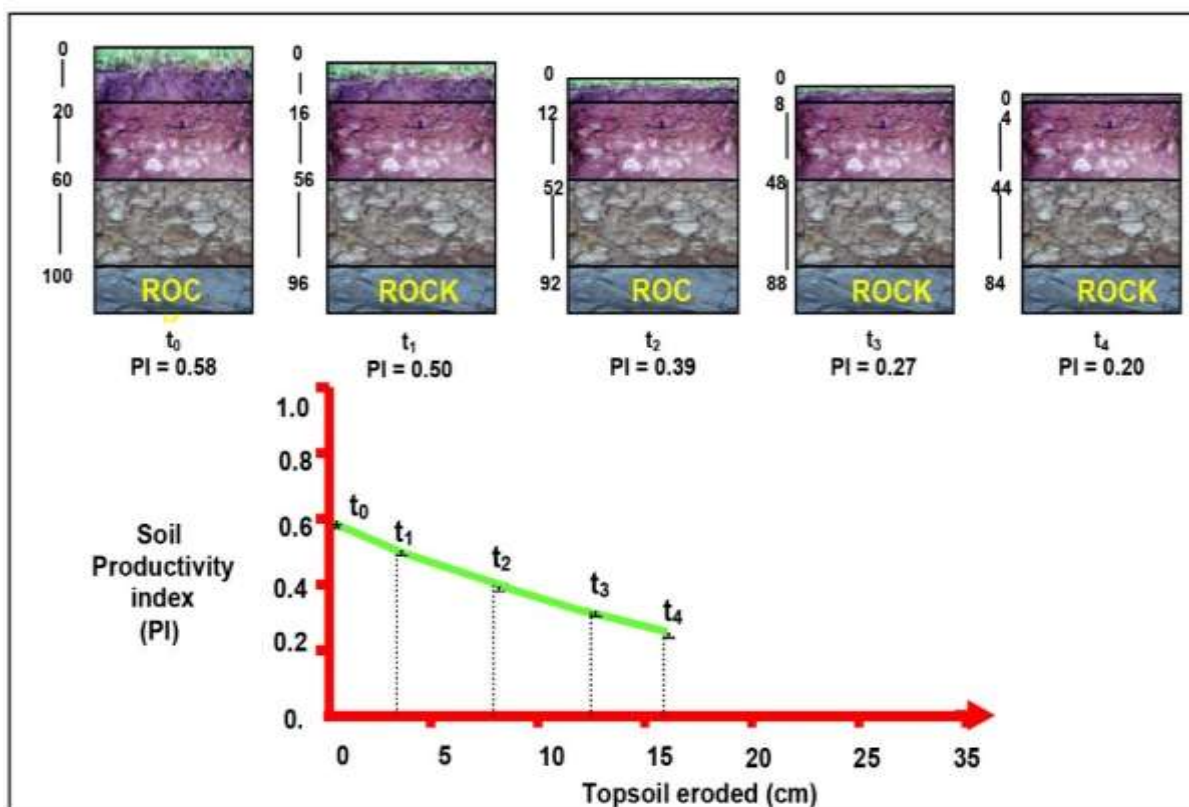 0
20
60
100
ROC
t₀
PI = 0.58
0
16
56
96
ROCK
t₁
PI = 0.50
0
12
52
92
ROC
t₂
PI = 0.39
0
8
48
88
ROCK
t₃
PI = 0.27
0
4
44
84
ROCK
t₄
PI = 0.20
1.0
0.8
0.6
0.4
0.2
0.
Soil
Productivity
index
(PI)
t₀
t₁
t₂
t₃
t₄
0 5 10 15 20 25 35
Topsoil eroded (cm)